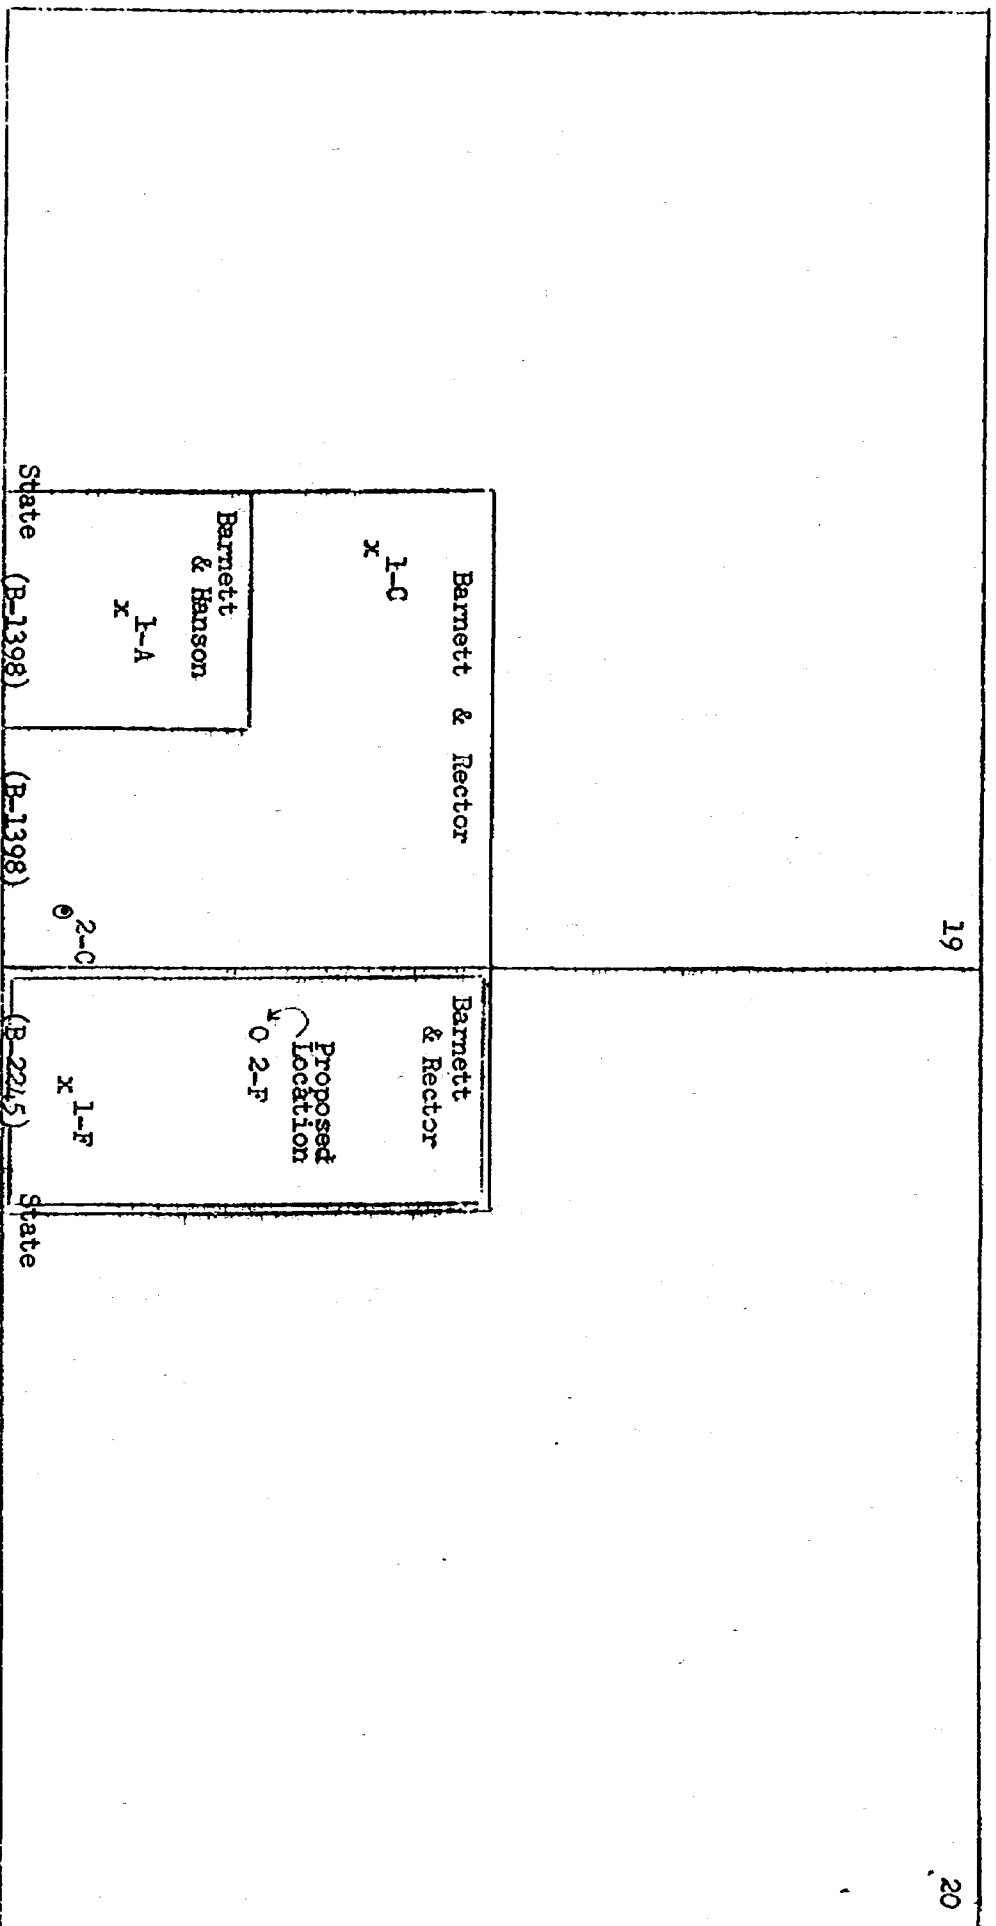 19
20
Barnett & Rector
1-C
x
Barnett
& Hanson
1-A
x
State (B-1398)
(B-1398)
2-C
Barnett
& Rector
Proposed
Location
O 2-F
1-F
x
(B-2245)
State